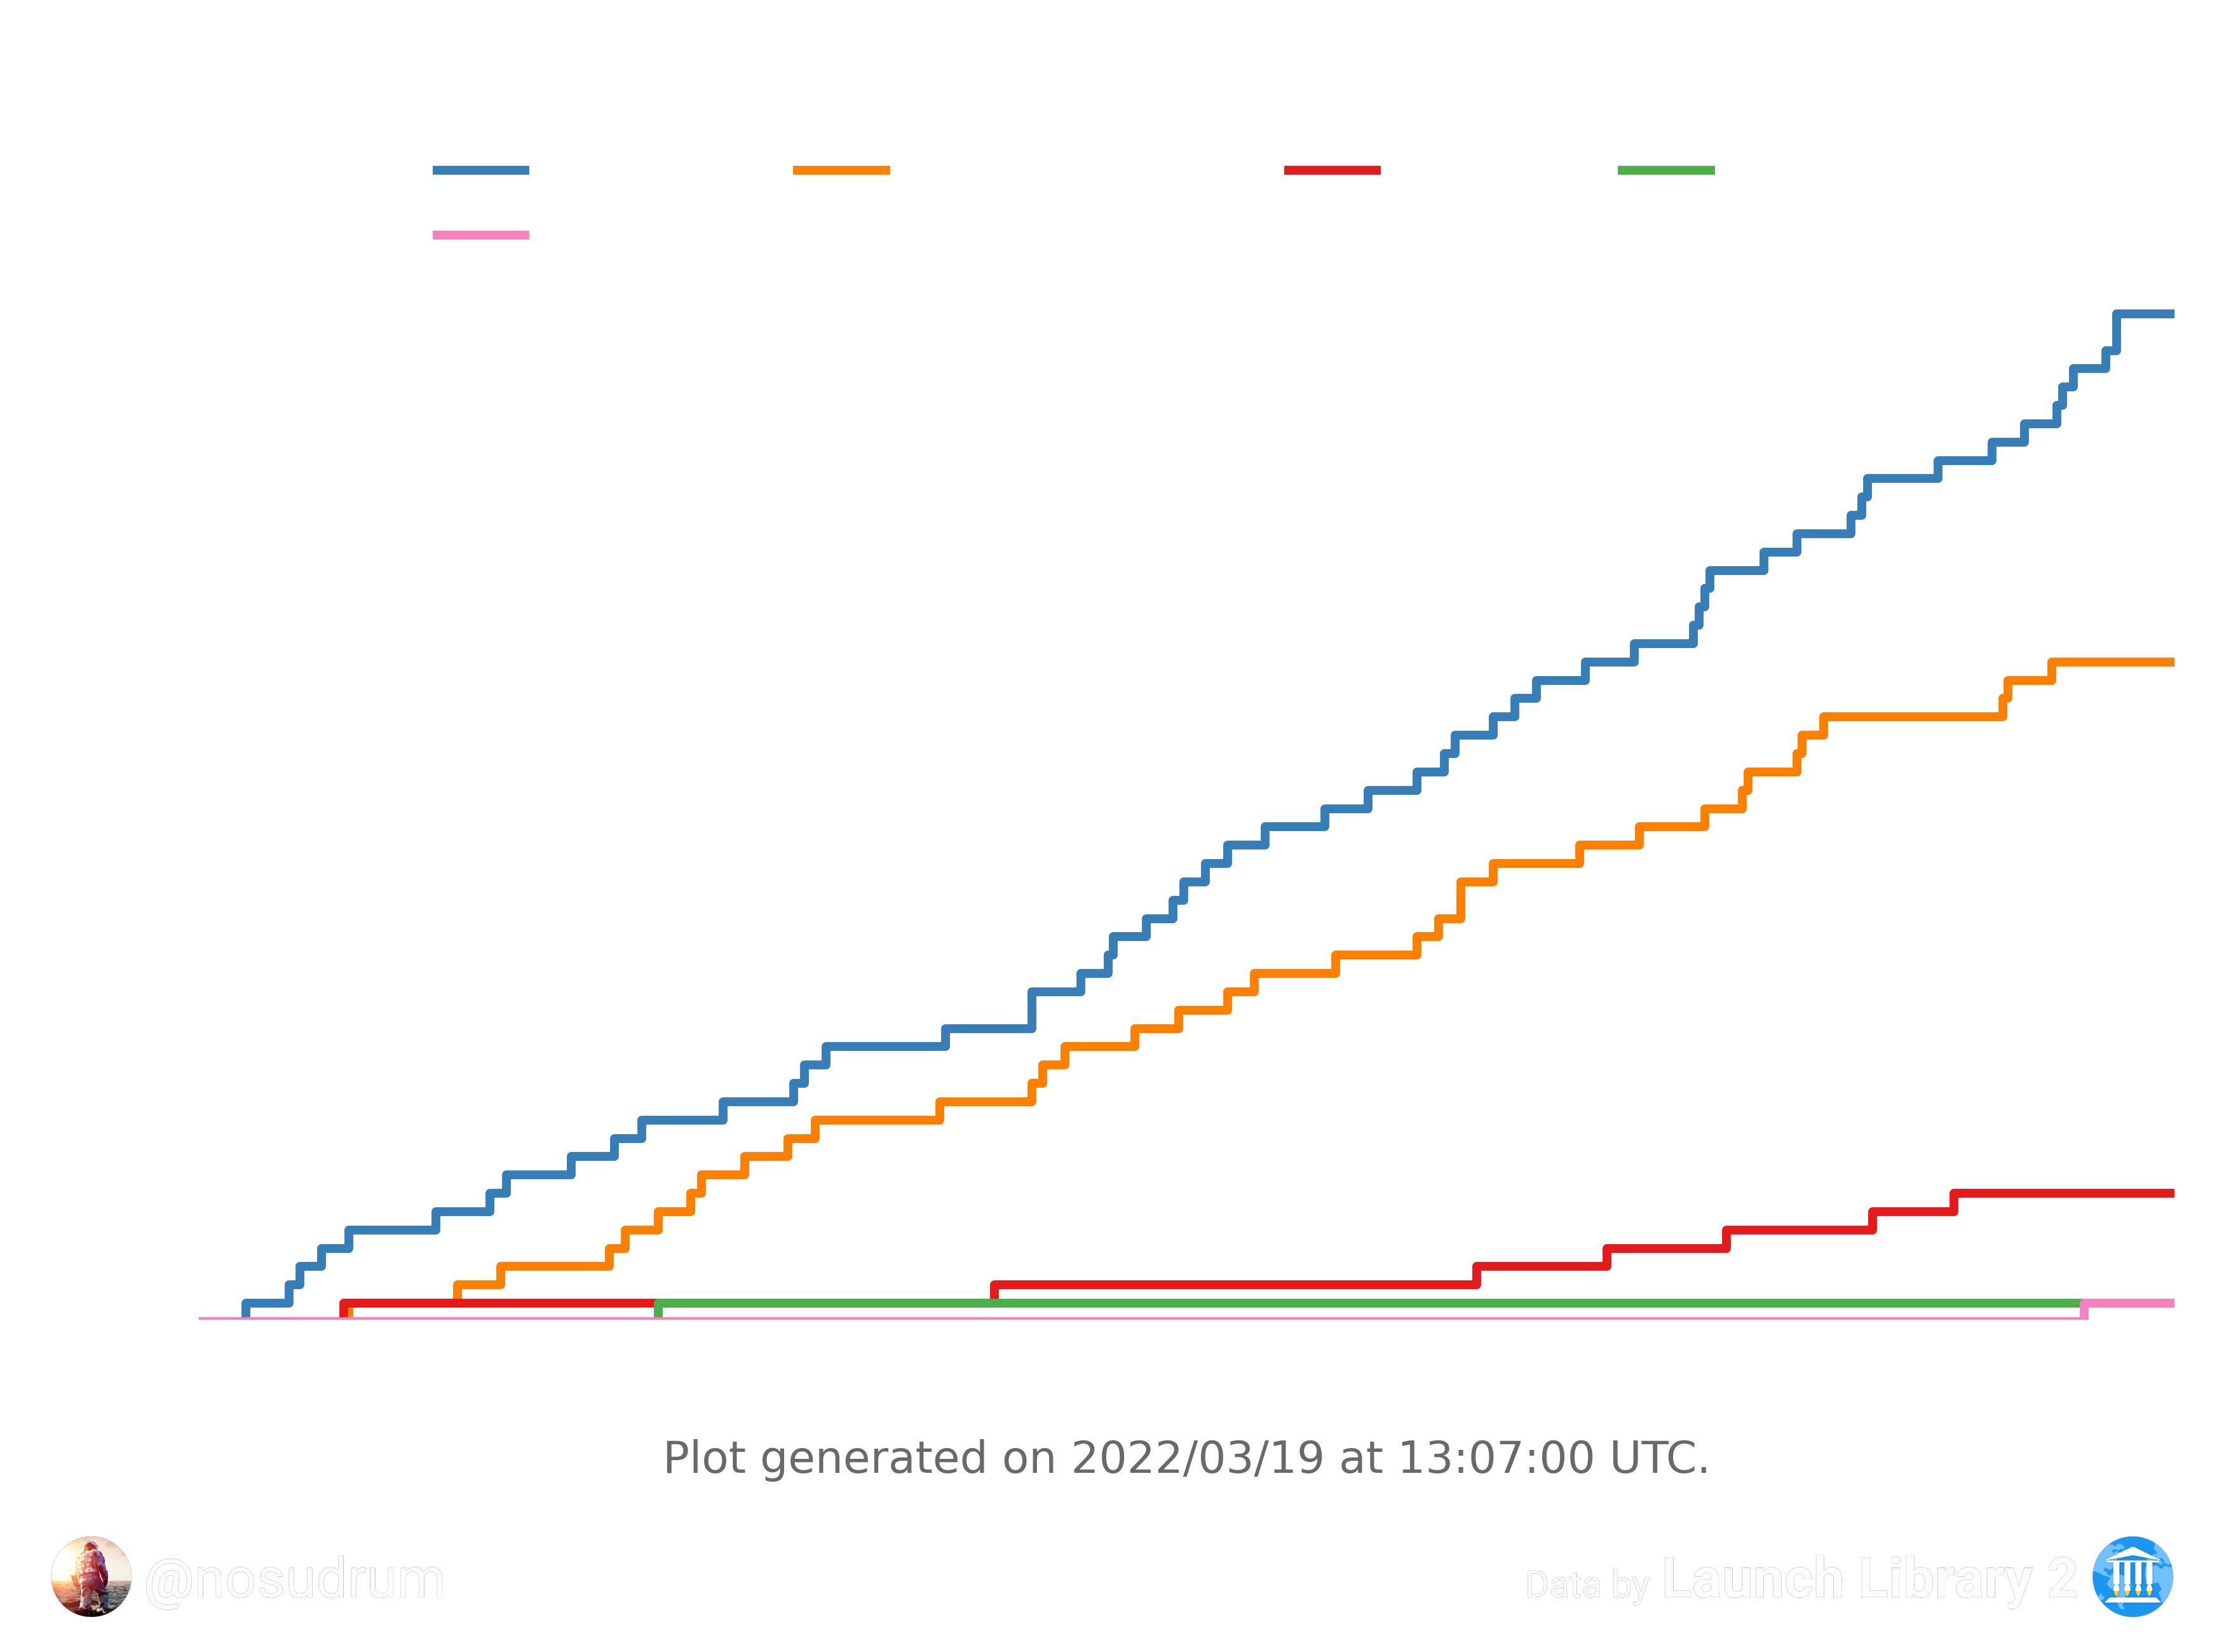 Plot generated on 2022/03/19 at 13:07:00 UTC.
@nosudrum
Data by Launch Library 2